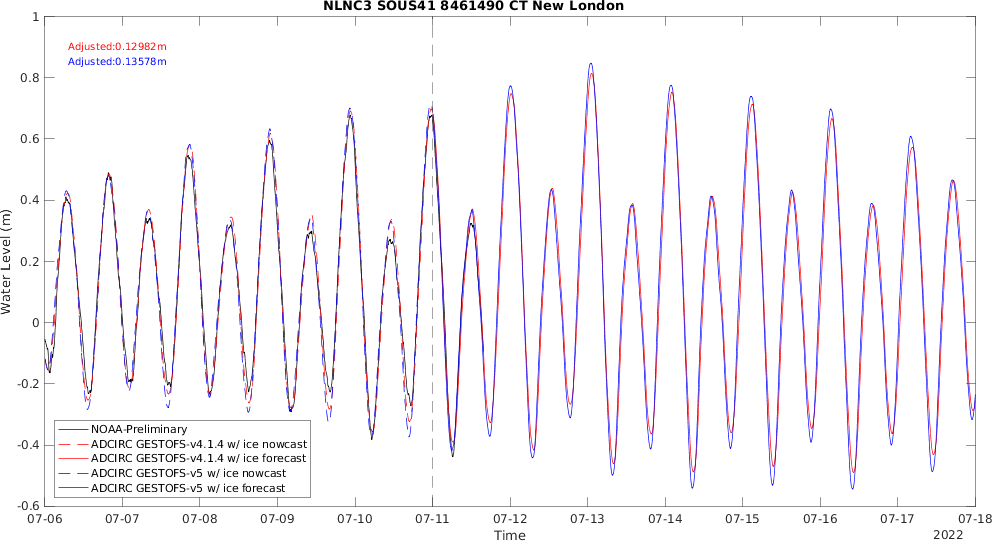 NLNC3 SOUS41 8461490 CT New London
Adjusted:0.12982m
Adjusted:0.13578m
1
0.8
0.6
0.4
0.2
0
-0.2
-0.4
-0.6
Water Level (m)
NOAA-Preliminary
ADCIRC GESTOFS-v4.1.4 w/ ice nowcast
ADCIRC GESTOFS-v4.1.4 w/ ice forecast
ADCIRC GESTOFS-v5 w/ ice nowcast
ADCIRC GESTOFS-v5 w/ ice forecast
07-06 07-07 07-08 07-09 07-10 07-11 07-12 07-13 07-14 07-15 07-16 07-17 07-18
Time
2022